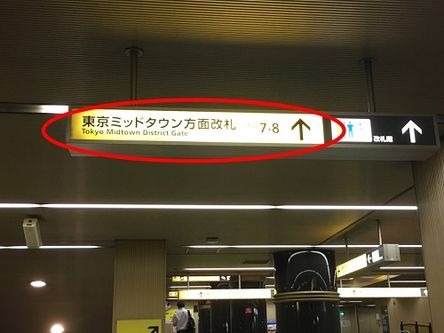 東京ミッドタウン方面改札 7・8 ↑
Tokyo Midtown District Gate
改札階 ↑